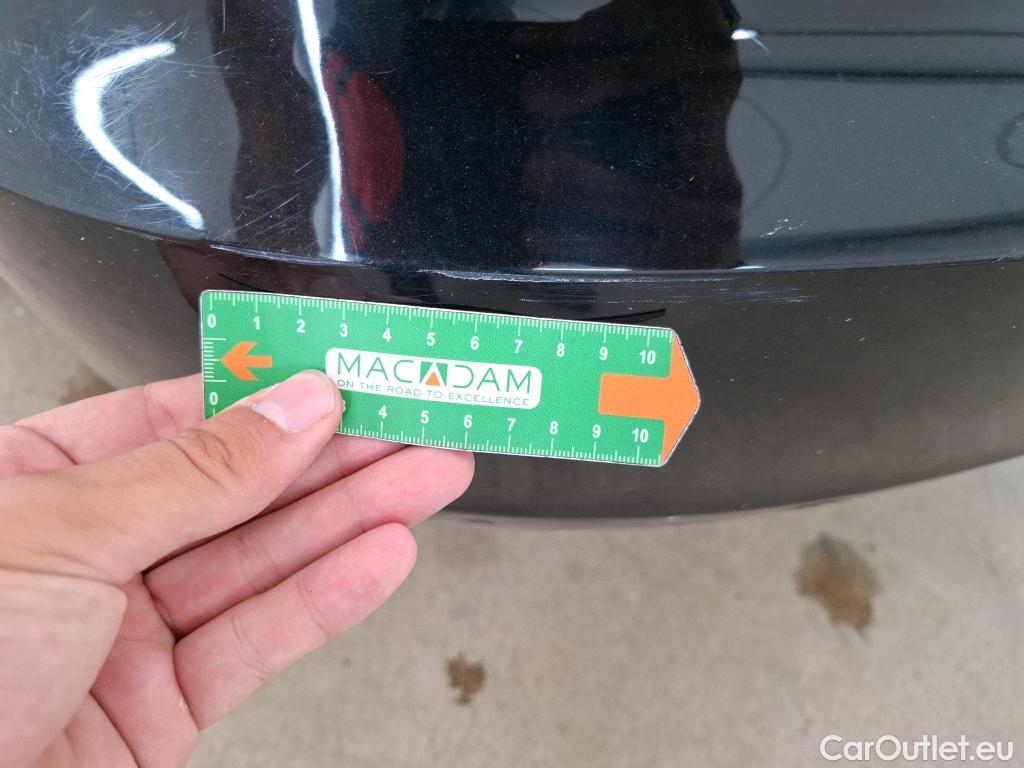 0 1 2 3 4 5 6 7 8 9 10
MACADAM
ON THE ROAD TO EXCELLENCE
0 4 5 6 7 8 9 10
CarOutlet.eu